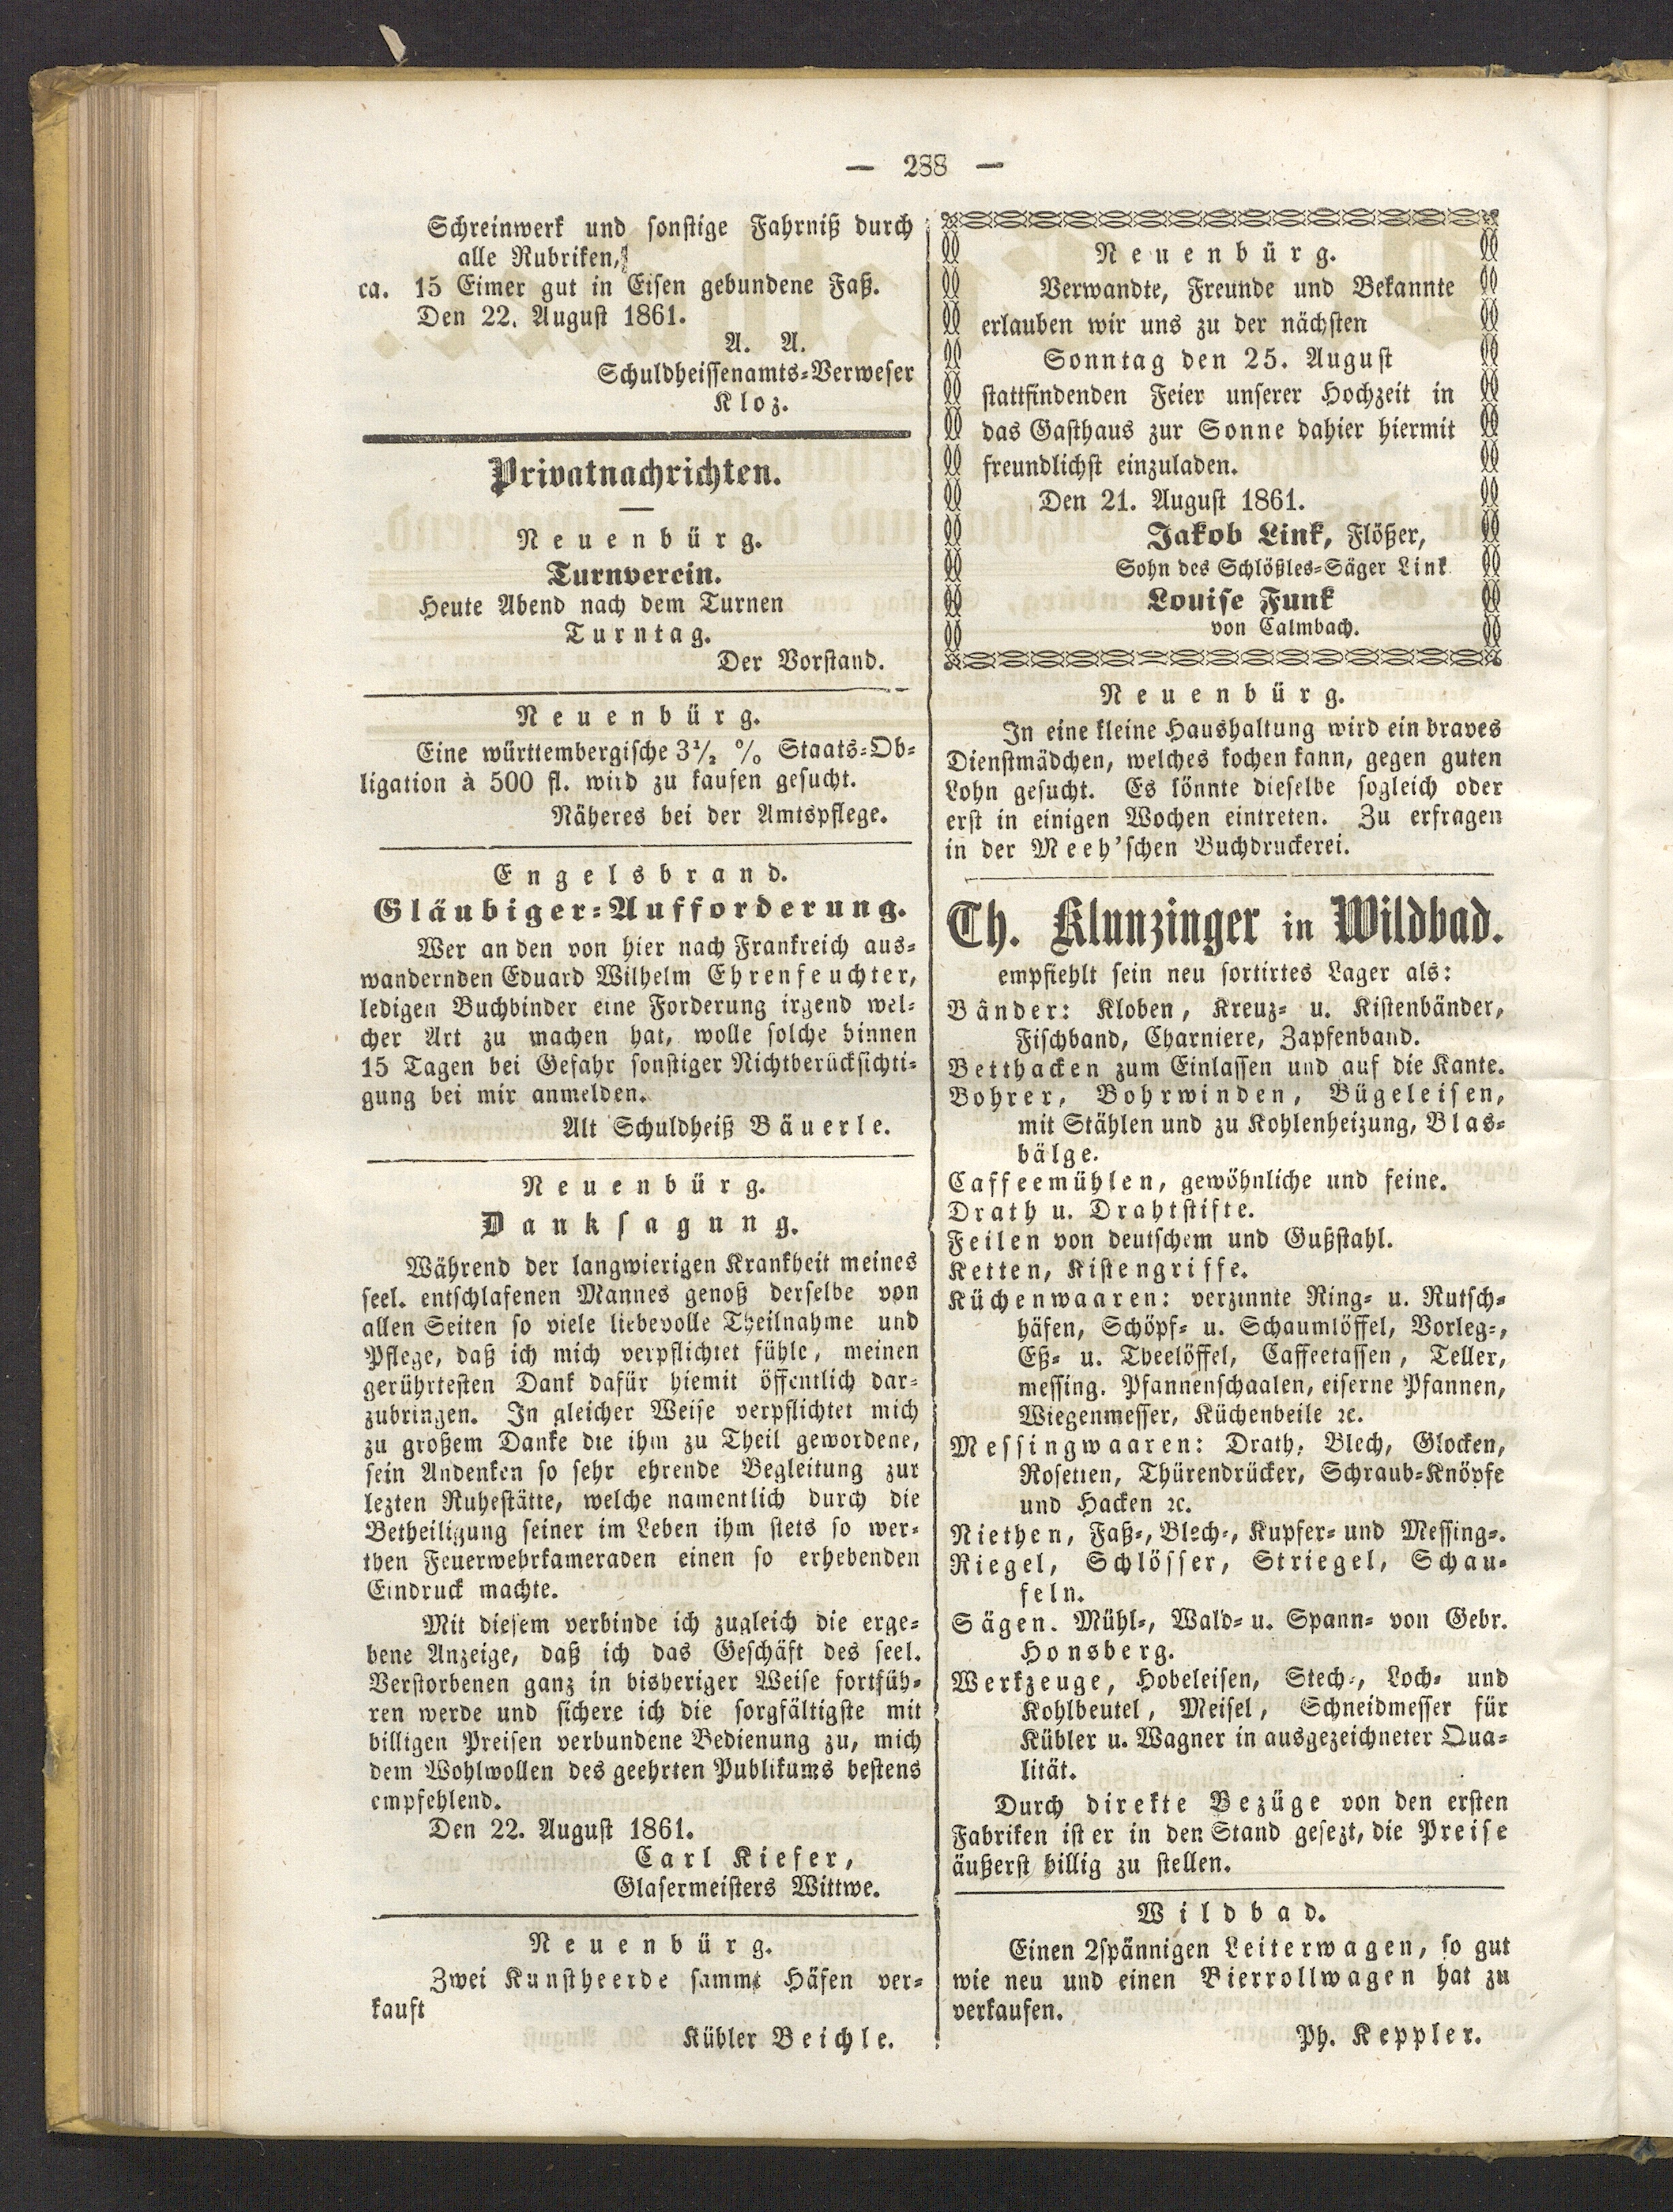 — 288 —
Schreinwerk und sonstige Fahrniß durch
alle Rubriken,
ca. 15 Eimer gut in Eisen gebundene Faß.
Den 22. August 1861.
A. A.
Schuldheissenamts-Verweser
Kloz.
Privatnachrichten.
Neuenbürg.
Turnverein.
Heute Abend nach dem Turnen
Turntag.
Der Vorstand.
Neuenbürg.
Eine württembergische 3½ % Staats-Ob-
ligation à 500 fl. wird zu kaufen gesucht.
Näheres bei der Amtspflege.
Engelsbrand.
Gläubiger-Aufforderung.
Wer an den von hier nach Frankreich aus-
wandernden Eduard Wilhelm Ehrenfeuchter,
ledigen Buchbinder eine Forderung irgend wel-
cher Art zu machen hat, wolle solche binnen
15 Tagen bei Gefahr sonstiger Nichtberücksichti-
gung bei mir anmelden.
Alt Schuldheiß Bäuerle.
Neuenbürg.
Danksagung.
Während der langwierigen Krankheit meines
seel. entschlafenen Mannes genoß derselbe von
allen Seiten so viele liebevolle Theilnahme und
Pflege, daß ich mich verpflichtet fühle, meinen
gerührtesten Dank dafür hiemit öffentlich dar-
zubringen. In gleicher Weise verpflichtet mich
zu großem Danke die ihm zu Theil gewordene,
sein Andenken so sehr ehrende Begleitung zur
lezten Ruhestätte, welche namentlich durch die
Betheiligung seiner im Leben ihm stets so wer-
then Feuerwehrkameraden einen so erhebenden
Eindruck machte.
Mit diesem verbinde ich zugleich die erge-
bene Anzeige, daß ich das Geschäft des seel.
Verstorbenen ganz in bisheriger Weise fortfüh-
ren werde und sichere ich die sorgfältigste mit
billigen Preisen verbundene Bedienung zu, mich
dem Wohlwollen des geehrten Publikums bestens
empfehlend.
Den 22. August 1861.
Carl Kiefer,
Glasermeisters Wittwe.
Neuenbürg.
Zwei Kunstheerde sammt Häfen ver-
kauft
Kübler Beichle.
Neuenbürg.
Verwandte, Freunde und Bekannte
erlauben wir uns zu der nächsten
Sonntag den 25. August
stattfindenden Feier unserer Hochzeit in
das Gasthaus zur Sonne dahier hiermit
freundlichst einzuladen.
Den 21. August 1861.
Jakob Link, Flößer,
Sohn des Schlößles-Säger Link
Louise Funk
von Calmbach.
Neuenbürg.
In eine kleine Haushaltung wird ein braves
Dienstmädchen, welches kochen kann, gegen guten
Lohn gesucht. Es könnte dieselbe sogleich oder
erst in einigen Wochen eintreten. Zu erfragen
in der Meeh'schen Buchdruckerei.
Th. Klunzinger in Wildbad.
empfiehlt sein neu sortirtes Lager als:
Bänder: Kloben, Kreuz- u. Kistenbänder,
Fischband, Charniere, Zapfenband.
Betthacken zum Einlassen und auf die Kante.
Bohrer, Bohrwinden, Bügeleisen,
mit Stählen und zu Kohlenheizung, Blas-
bälge.
Caffeemühlen, gewöhnliche und feine.
Drath u. Drahtstifte.
Feilen von deutschem und Gußstahl.
Ketten, Kistengriffe.
Küchenwaaren: verzinnte Ring- u. Rutsch-
häfen, Schöpf- u. Schaumlöffel, Vorleg-,
Eß- u. Theelöffel, Caffeetassen, Teller,
messing. Pfannenschaalen, eiserne Pfannen,
Wiegenmesser, Küchenbeile ꝛc.
Messingwaaren: Drath, Blech, Glocken,
Rosetten, Thürendrücker, Schraub-Knöpfe
und Hacken ꝛc.
Niethen, Faß-, Blech-, Kupfer- und Messing-.
Riegel, Schlösser, Striegel, Schau-
feln.
Sägen. Mühl-, Wald- u. Spann- von Gebr.
Honsberg.
Werkzeuge, Hobeleisen, Stech-, Loch- und
Kohlbeutel, Meisel, Schneidmesser für
Kübler u. Wagner in ausgezeichneter Qua-
lität.
Durch direkte Bezüge von den ersten
Fabriken ist er in den Stand gesezt, die Preise
äußerst billig zu stellen.
Wildbad.
Einen 2spännigen Leiterwagen, so gut
wie neu und einen Bierrollwagen hat zu
verkaufen.
Ph. Keppler.